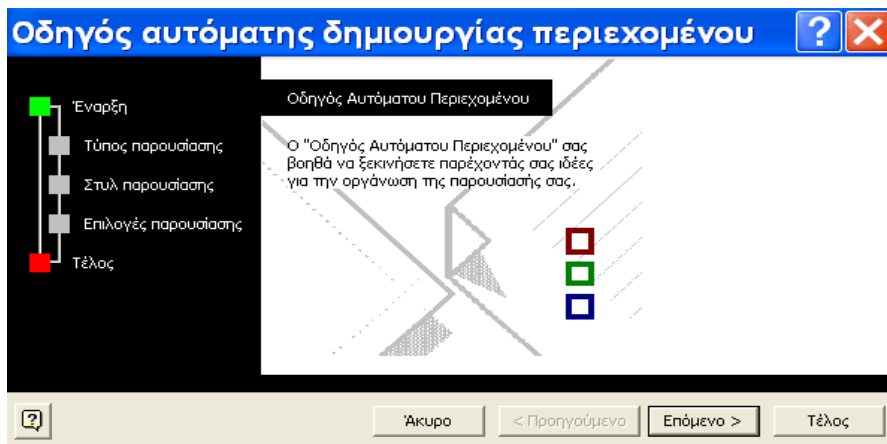 Οδηγός αυτόματης δημιουργίας περιεχομένου
Έναρξη
Τύπος παρουσίασης
Στυλ παρουσίασης
Επιλογές παρουσίασης
Τέλος
Οδηγός Αυτόματου Περιεχομένου
Ο "Οδηγός Αυτόματου Περιεχομένου" σας
βοηθά να ξεκινήσετε παρέχοντάς σας ιδέες
για την οργάνωση της παρουσίασής σας.
Άκυρο
< Προηγούμενο
Επόμενο >
Τέλος